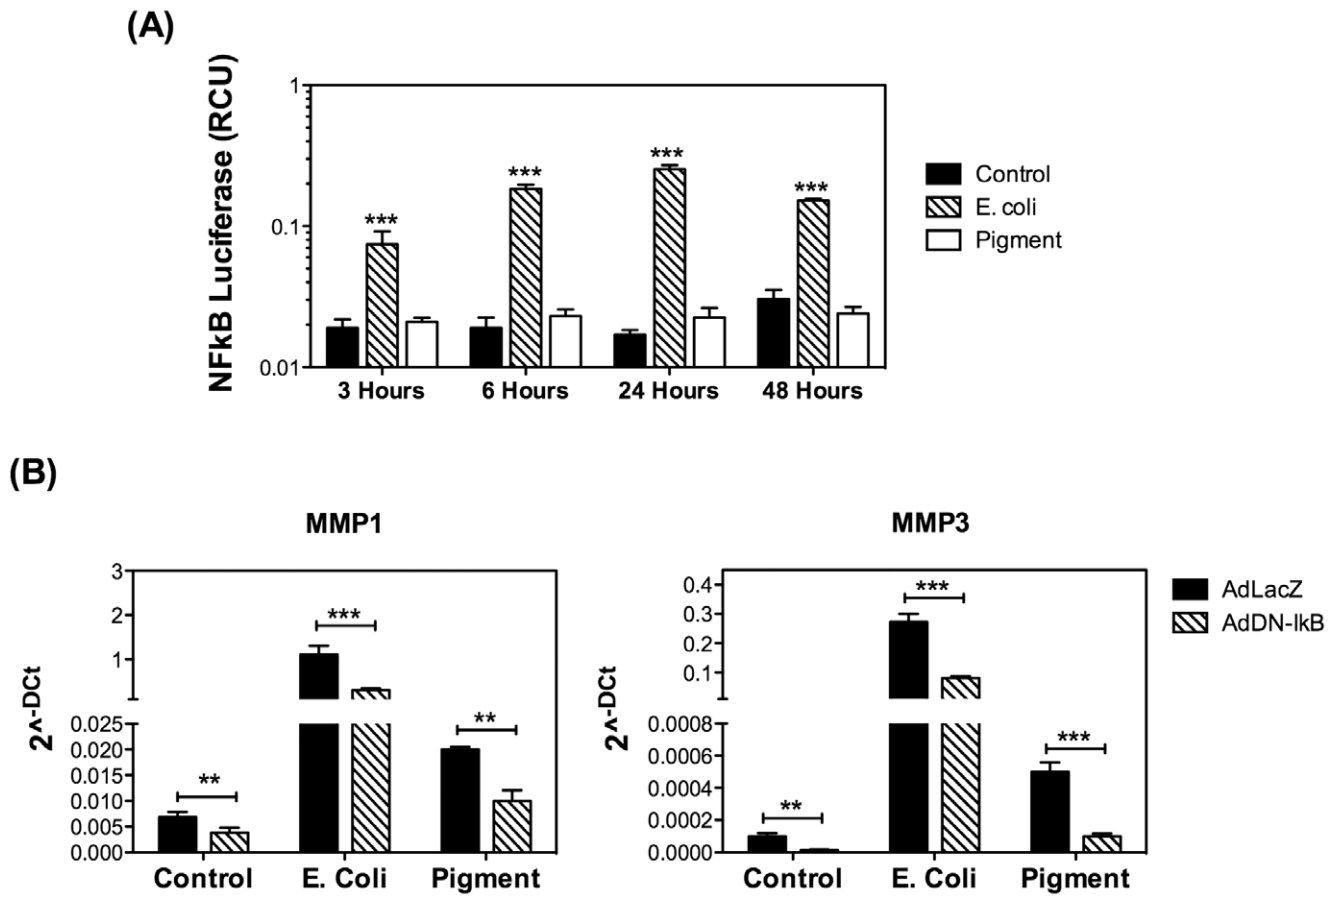 (A)
NFkB Luciferase (RCU)
1
0.1
0.01
***
***
***
***
3 Hours 6 Hours 24 Hours 48 Hours
Control
E. coli
Pigment
(B)
MMP1
2^-DCt
3
2
1
0.025
0.020
0.015
0.010
0.005
0.000
**
***
**
Control E. Coli Pigment
MMP3
2^-DCt
0.4
0.3
0.2
0.1
0.0008
0.0006
0.0004
0.0002
0.0000
**
***
***
Control E. Coli Pigment
AdLacZ
AdDN-IkB